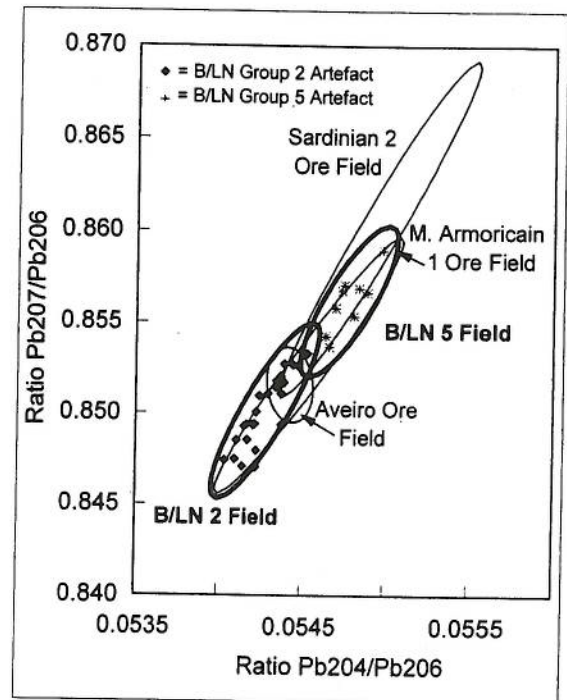 0.870
0.865
0.860
0.855
0.850
0.845
0.840
Ratio Pb207/Pb206
♦ = B/LN Group 2 Artefact
✶ = B/LN Group 5 Artefact
Sardinian 2
Ore Field
M. Armoricain
1 Ore Field
B/LN 5 Field
Aveiro Ore
Field
B/LN 2 Field
0.0535
0.0545
0.0555
Ratio Pb204/Pb206